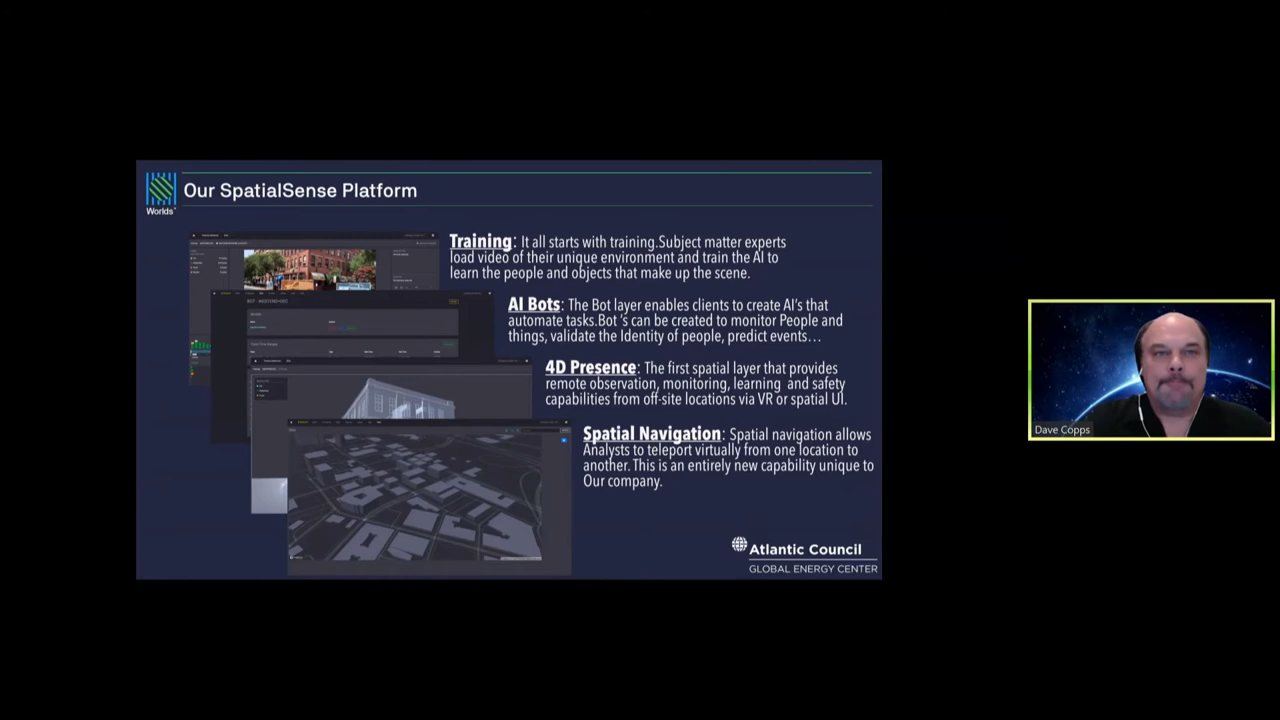 Our SpatialSense Platform
Worlds™
Training: It all starts with training.Subject matter experts
load video of their unique environment and train the AI to
learn the people and objects that make up the scene.
AI Bots: The Bot layer enables clients to create AI's that
automate tasks.Bot 's can be created to monitor People and
things, validate the Identity of people, predict events...
4D Presence: The first spatial layer that provides
remote observation, monitoring, learning and safety
capabilities from off-site locations via VR or spatial UI.
Spatial Navigation: Spatial navigation allows
Analysts to teleport virtually from one location to
another. This is an entirely new capability unique to
Our company.
Atlantic Council
GLOBAL ENERGY CENTER
Dave Copps